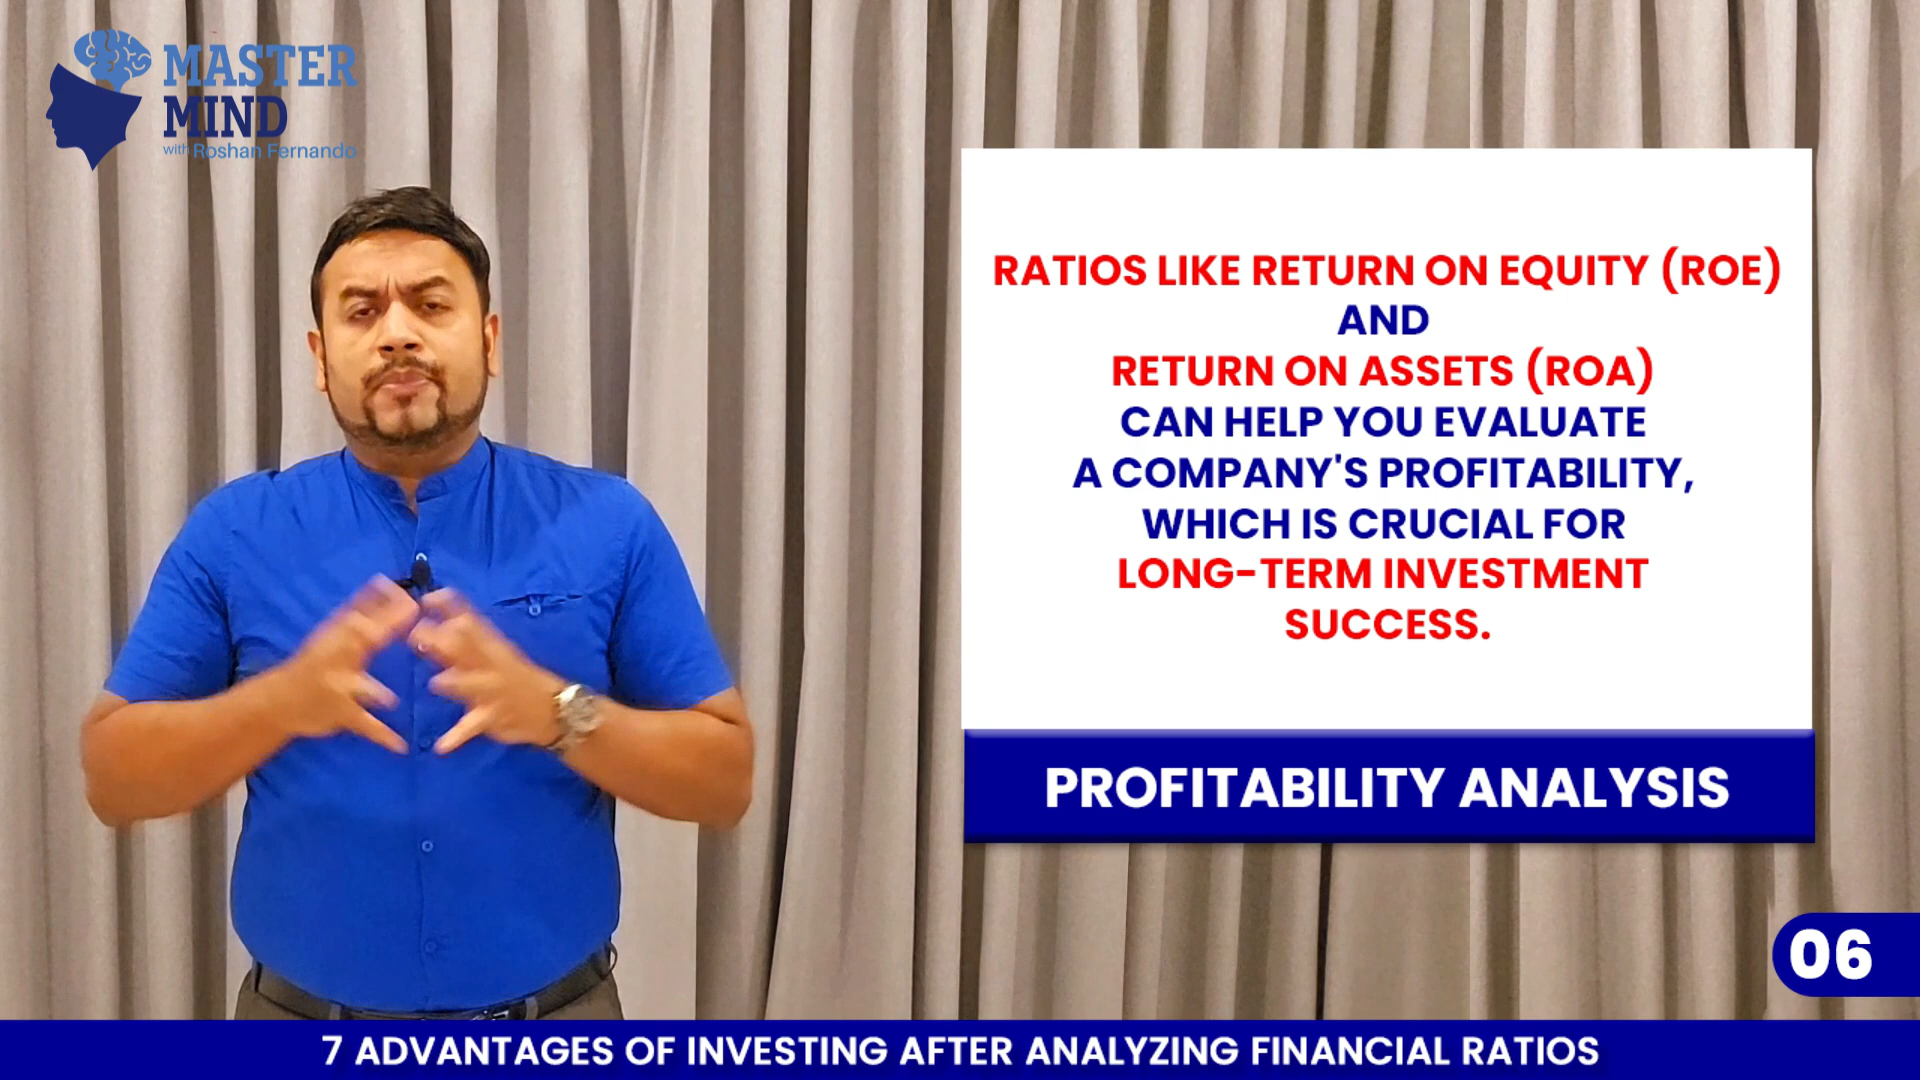 MASTER
MIND
with Roshan Fernando
RATIOS LIKE RETURN ON EQUITY (ROE)
AND
RETURN ON ASSETS (ROA)
CAN HELP YOU EVALUATE
A COMPANY'S PROFITABILITY,
WHICH IS CRUCIAL FOR
LONG-TERM INVESTMENT
SUCCESS.
PROFITABILITY ANALYSIS
06
7 ADVANTAGES OF INVESTING AFTER ANALYZING FINANCIAL RATIOS